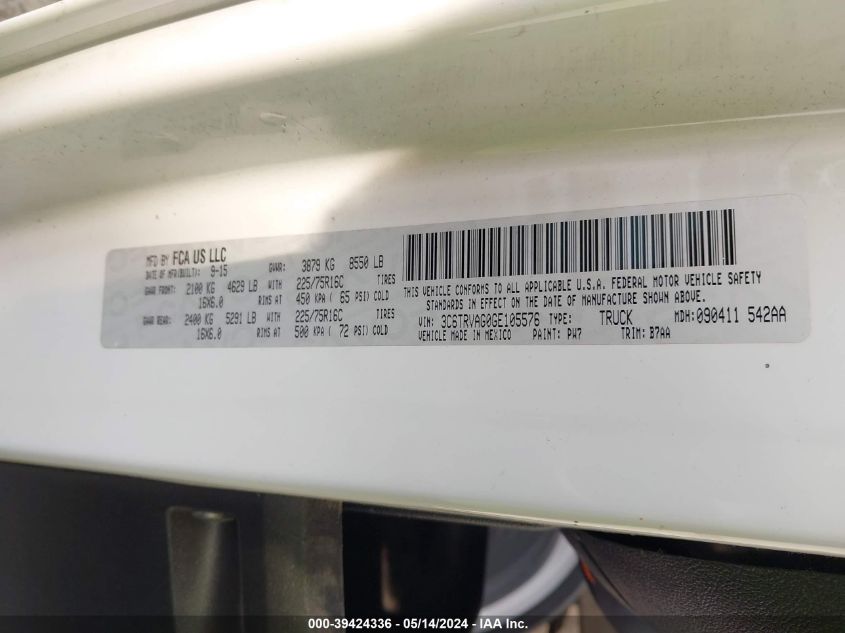 MFD BY FCA US LLC
DATE OF MFR(BUILT): 9-15 GVWR: 3879 KG 8550 LB
GAWR FRONT: 2100 KG 4629 LB WITH 225/75R16C TIRES
16X6.0 RIMS AT 450 KPA ( 65 PSI) COLD
GAWR REAR: 2400 KG 5291 LB WITH 225/75R16C TIRES
16X6.0 RIMS AT 500 KPA ( 72 PSI) COLD
THIS VEHICLE CONFORMS TO ALL APPLICABLE U.S.A. FEDERAL MOTOR VEHICLE SAFETY
STANDARDS IN EFFECT ON THE DATE OF MANUFACTURE SHOWN ABOVE.
VIN: 3C6TRVAG0GE105576 TYPE: TRUCK MDH: 090411 542AA
VEHICLE MADE IN MEXICO PAINT: PW7 TRIM: B7AA
000-39424336 - 05/14/2024 - IAA Inc.